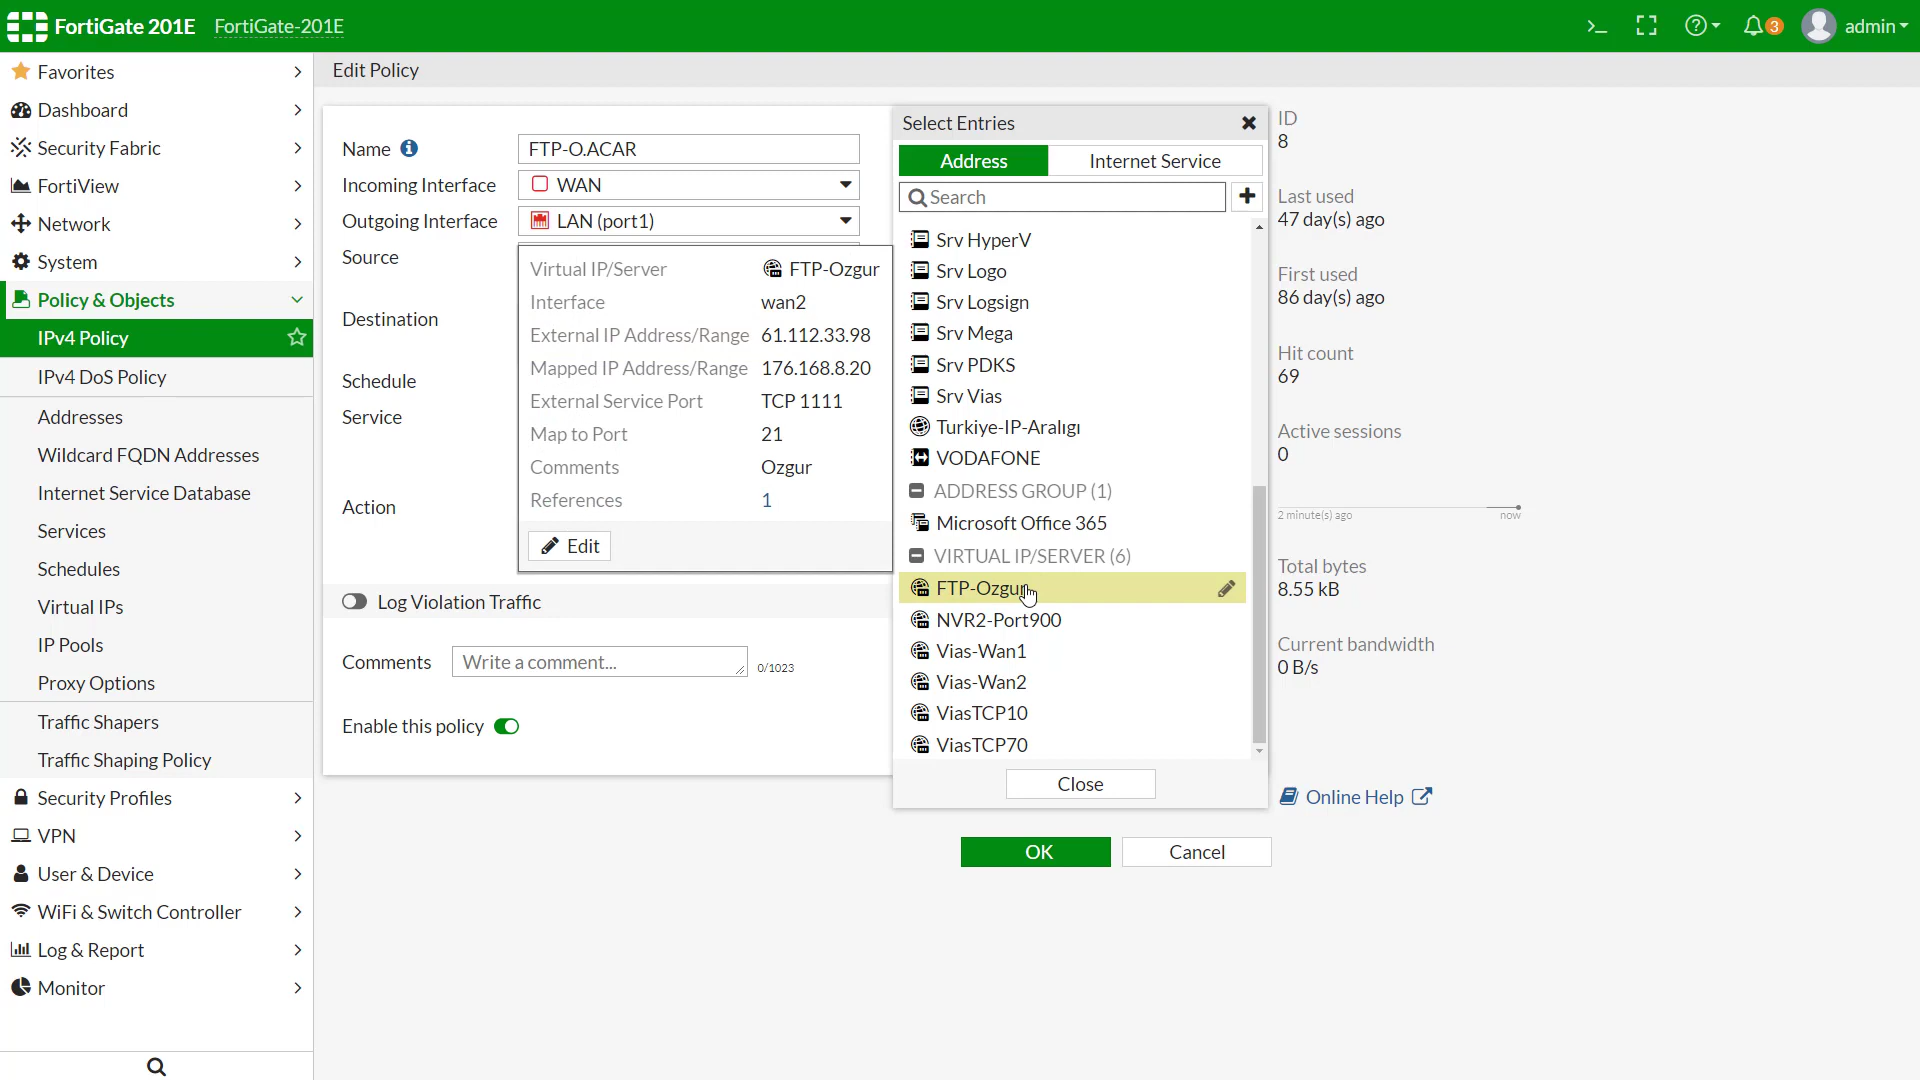 FortiGate 201E FortiGate-201E
3 admin
Favorites
Dashboard
Security Fabric
FortiView
Network
System
Policy & Objects
IPv4 Policy
IPv4 DoS Policy
Addresses
Wildcard FQDN Addresses
Internet Service Database
Services
Schedules
Virtual IPs
IP Pools
Proxy Options
Traffic Shapers
Traffic Shaping Policy
Security Profiles
VPN
User & Device
WiFi & Switch Controller
Log & Report
Monitor
Edit Policy
Name FTP-O.ACAR
Incoming Interface WAN
Outgoing Interface LAN (port1)
Source
Destination
Schedule
Service
Action
Virtual IP/Server FTP-Ozgur
Interface wan2
External IP Address/Range 61.112.33.98
Mapped IP Address/Range 176.168.8.20
External Service Port TCP 1111
Map to Port 21
Comments Ozgur
References 1
Edit
Log Violation Traffic
Comments Write a comment... 0/1023
Enable this policy
Select Entries
Address Internet Service
Search
Srv HyperV
Srv Logo
Srv Logsign
Srv Mega
Srv PDKS
Srv Vias
Turkiye-IP-Aralıgı
VODAFONE
ADDRESS GROUP (1)
Microsoft Office 365
VIRTUAL IP/SERVER (6)
FTP-Ozgur
NVR2-Port900
Vias-Wan1
Vias-Wan2
ViasTCP10
ViasTCP70
Close
OK Cancel
ID
8
Last used
47 day(s) ago
First used
86 day(s) ago
Hit count
69
Active sessions
0
2 minute(s) ago now
Total bytes
8.55 kB
Current bandwidth
0 B/s
Online Help